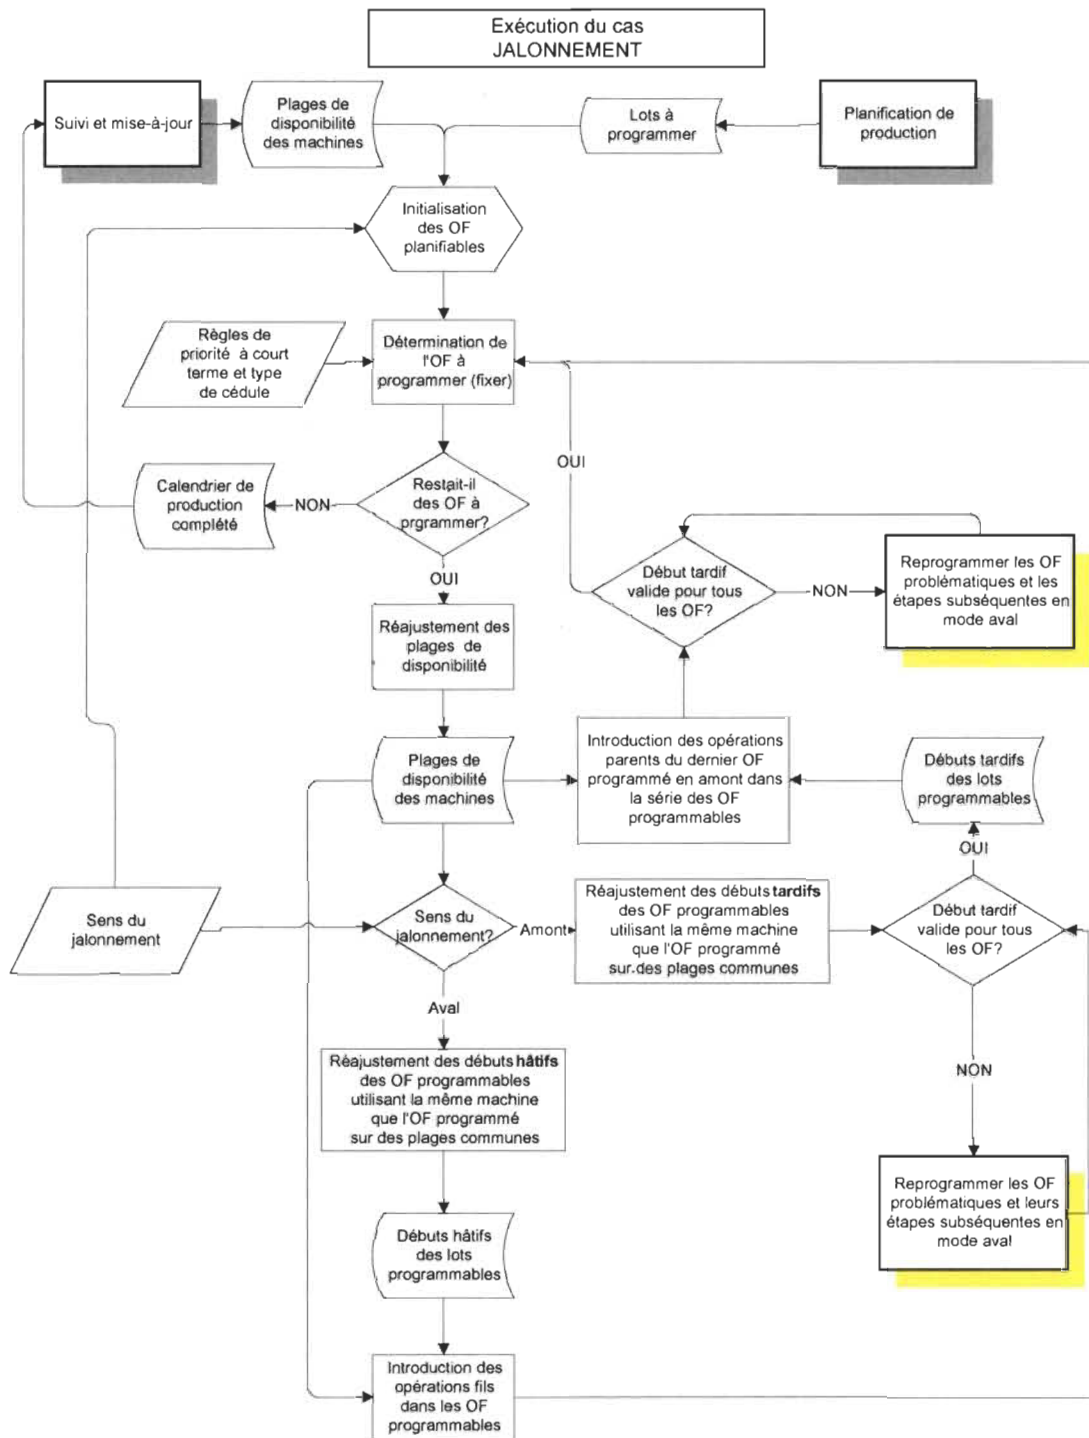 Exécution du cas
JALONNEMENT
Suivi et mise-à-jour
Plages de
disponibilité
des machines
Lots à
programmer
Planification de
production
Initialisation
des OF
planifiables
Règles de
priorité à court
terme et type
de cédule
Détermination de
l'OF à
programmer (fixer)
OUI
Calendrier de
production
complété
NON
Restait-il
des OF à
prgrammer?
OUI
Début tardif
valide pour tous
les OF?
NON
Reprogrammer les OF
problématiques et les
étapes subséquentes en
mode aval
Réajustement des
plages de
disponibilité
Plages de
disponibilité
des machines
Introduction des opérations
parents du dernier OF
programmé en amont dans
la série des OF
programmables
Débuts tardifs
des lots
programmables
OUI
Sens du
jalonnement
Sens du
jalonnement?
Amont
Réajustement des débuts tardifs
des OF programmables
utilisant la même machine
que l'OF programmé
sur des plages communes
Début tardif
valide pour tous
les OF?
Aval
NON
Réajustement des débuts hâtifs
des OF programmables
utilisant la même machine
que l'OF programmé
sur des plages communes
Reprogrammer les OF
problématiques et leurs
étapes subséquentes en
mode aval
Débuts hâtifs
des lots
programmables
Introduction des
opérations fils
dans les OF
programmables